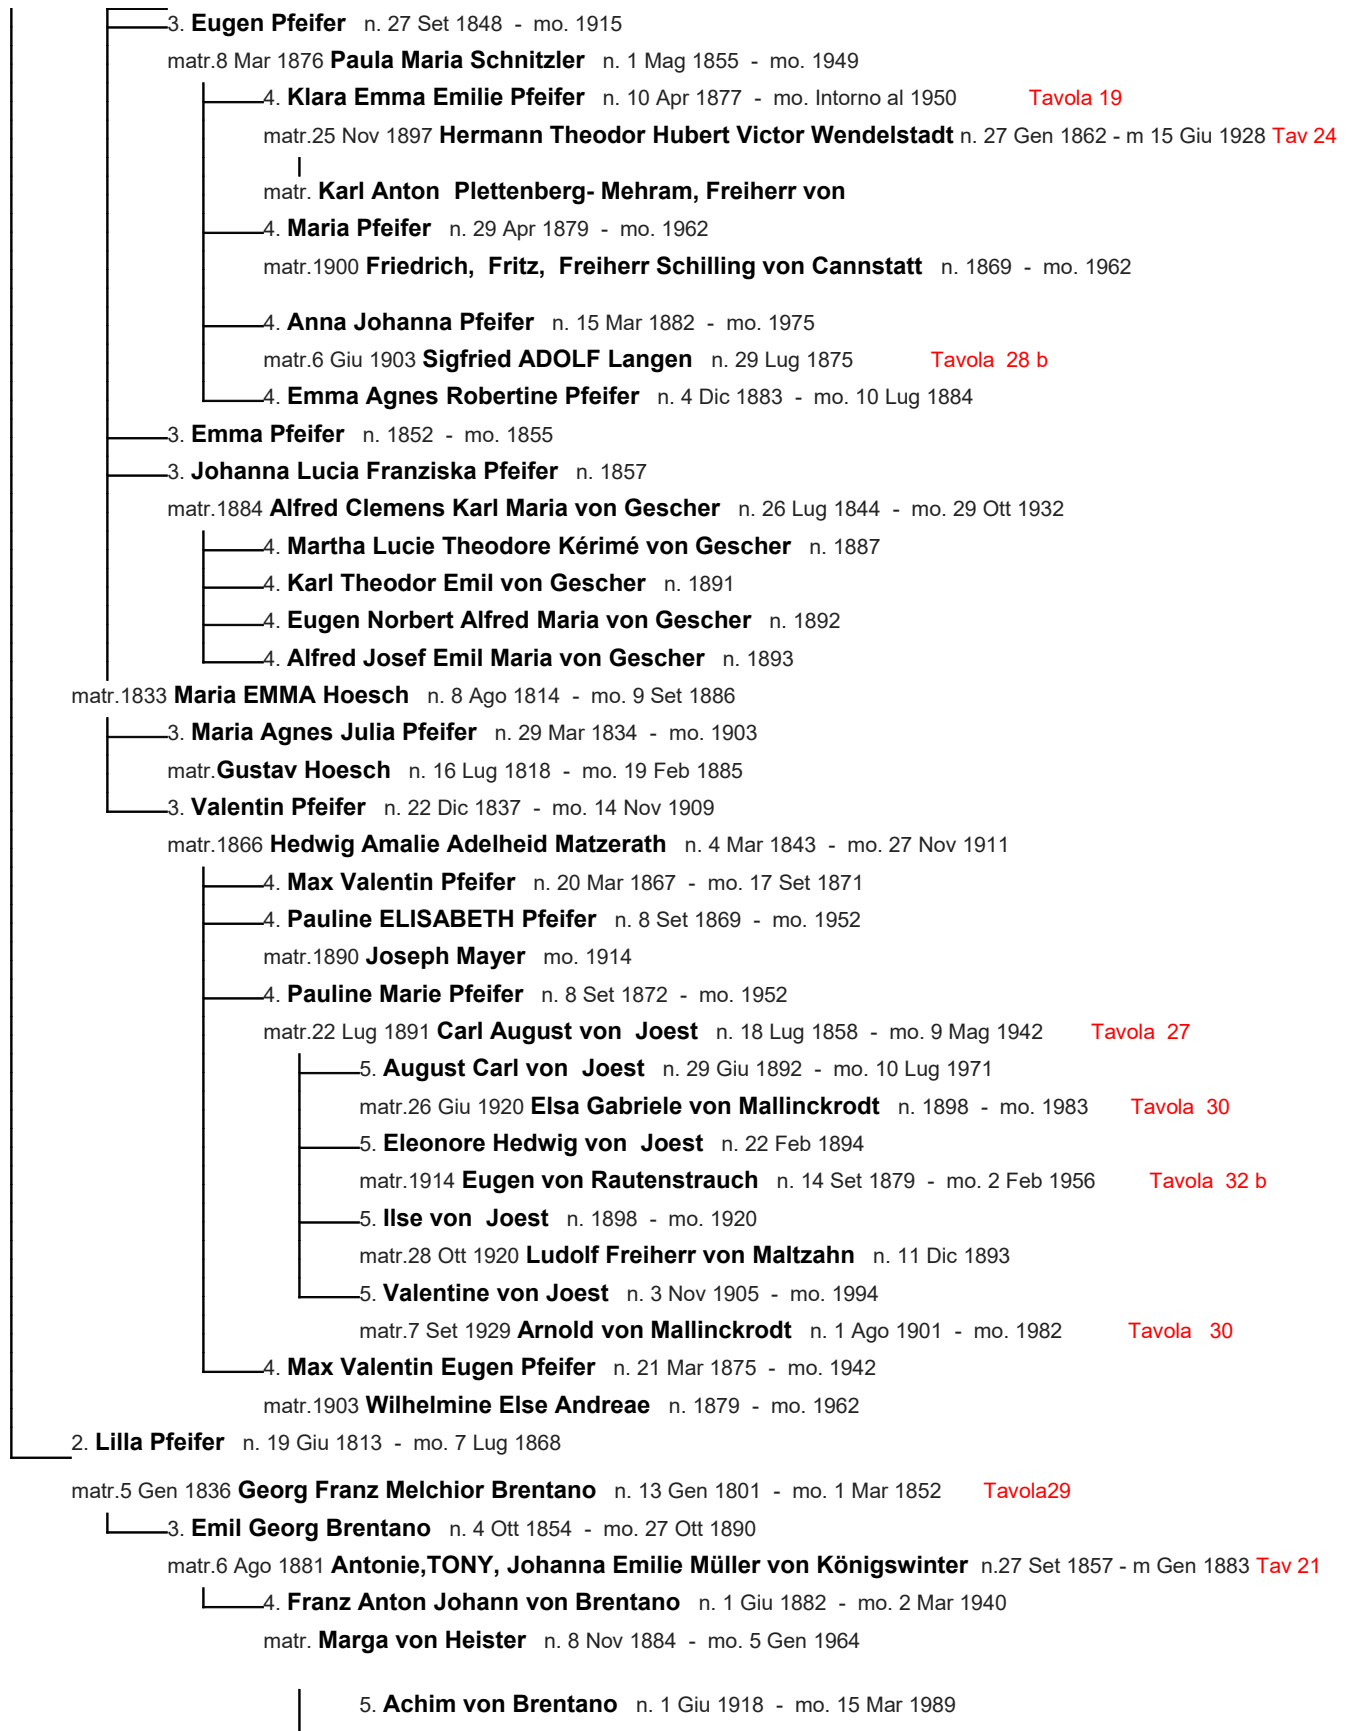 3. Eugen Pfeifer n. 27 Set 1848 - mo. 1915
matr.8 Mar 1876 Paula Maria Schnitzler n. 1 Mag 1855 - mo. 1949
4. Klara Emma Emilie Pfeifer n. 10 Apr 1877 - mo. Intorno al 1950 Tavola 19
matr.25 Nov 1897 Hermann Theodor Hubert Victor Wendelstadt n. 27 Gen 1862 - m 15 Giu 1928 Tav 24
matr. Karl Anton Plettenberg- Mehram, Freiherr von
4. Maria Pfeifer n. 29 Apr 1879 - mo. 1962
matr.1900 Friedrich, Fritz, Freiherr Schilling von Cannstatt n. 1869 - mo. 1962
4. Anna Johanna Pfeifer n. 15 Mar 1882 - mo. 1975
matr.6 Giu 1903 Sigfried ADOLF Langen n. 29 Lug 1875 Tavola 28 b
4. Emma Agnes Robertine Pfeifer n. 4 Dic 1883 - mo. 10 Lug 1884
3. Emma Pfeifer n. 1852 - mo. 1855
3. Johanna Lucia Franziska Pfeifer n. 1857
matr.1884 Alfred Clemens Karl Maria von Gescher n. 26 Lug 1844 - mo. 29 Ott 1932
4. Martha Lucie Theodore Kérimé von Gescher n. 1887
4. Karl Theodor Emil von Gescher n. 1891
4. Eugen Norbert Alfred Maria von Gescher n. 1892
4. Alfred Josef Emil Maria von Gescher n. 1893
matr.1833 Maria EMMA Hoesch n. 8 Ago 1814 - mo. 9 Set 1886
3. Maria Agnes Julia Pfeifer n. 29 Mar 1834 - mo. 1903
matr.Gustav Hoesch n. 16 Lug 1818 - mo. 19 Feb 1885
3. Valentin Pfeifer n. 22 Dic 1837 - mo. 14 Nov 1909
matr.1866 Hedwig Amalie Adelheid Matzerath n. 4 Mar 1843 - mo. 27 Nov 1911
4. Max Valentin Pfeifer n. 20 Mar 1867 - mo. 17 Set 1871
4. Pauline ELISABETH Pfeifer n. 8 Set 1869 - mo. 1952
matr.1890 Joseph Mayer mo. 1914
4. Pauline Marie Pfeifer n. 8 Set 1872 - mo. 1952
matr.22 Lug 1891 Carl August von Joest n. 18 Lug 1858 - mo. 9 Mag 1942 Tavola 27
5. August Carl von Joest n. 29 Giu 1892 - mo. 10 Lug 1971
matr.26 Giu 1920 Elsa Gabriele von Mallinckrodt n. 1898 - mo. 1983 Tavola 30
5. Eleonore Hedwig von Joest n. 22 Feb 1894
matr.1914 Eugen von Rautenstrauch n. 14 Set 1879 - mo. 2 Feb 1956 Tavola 32 b
5. Ilse von Joest n. 1898 - mo. 1920
matr.28 Ott 1920 Ludolf Freiherr von Maltzahn n. 11 Dic 1893
5. Valentine von Joest n. 3 Nov 1905 - mo. 1994
matr.7 Set 1929 Arnold von Mallinckrodt n. 1 Ago 1901 - mo. 1982 Tavola 30
4. Max Valentin Eugen Pfeifer n. 21 Mar 1875 - mo. 1942
matr.1903 Wilhelmine Else Andreae n. 1879 - mo. 1962
2. Lilla Pfeifer n. 19 Giu 1813 - mo. 7 Lug 1868
matr.5 Gen 1836 Georg Franz Melchior Brentano n. 13 Gen 1801 - mo. 1 Mar 1852 Tavola29
3. Emil Georg Brentano n. 4 Ott 1854 - mo. 27 Ott 1890
matr.6 Ago 1881 Antonie,TONY, Johanna Emilie Müller von Königswinter n.27 Set 1857 - m Gen 1883 Tav 21
4. Franz Anton Johann von Brentano n. 1 Giu 1882 - mo. 2 Mar 1940
matr. Marga von Heister n. 8 Nov 1884 - mo. 5 Gen 1964
5. Achim von Brentano n. 1 Giu 1918 - mo. 15 Mar 1989